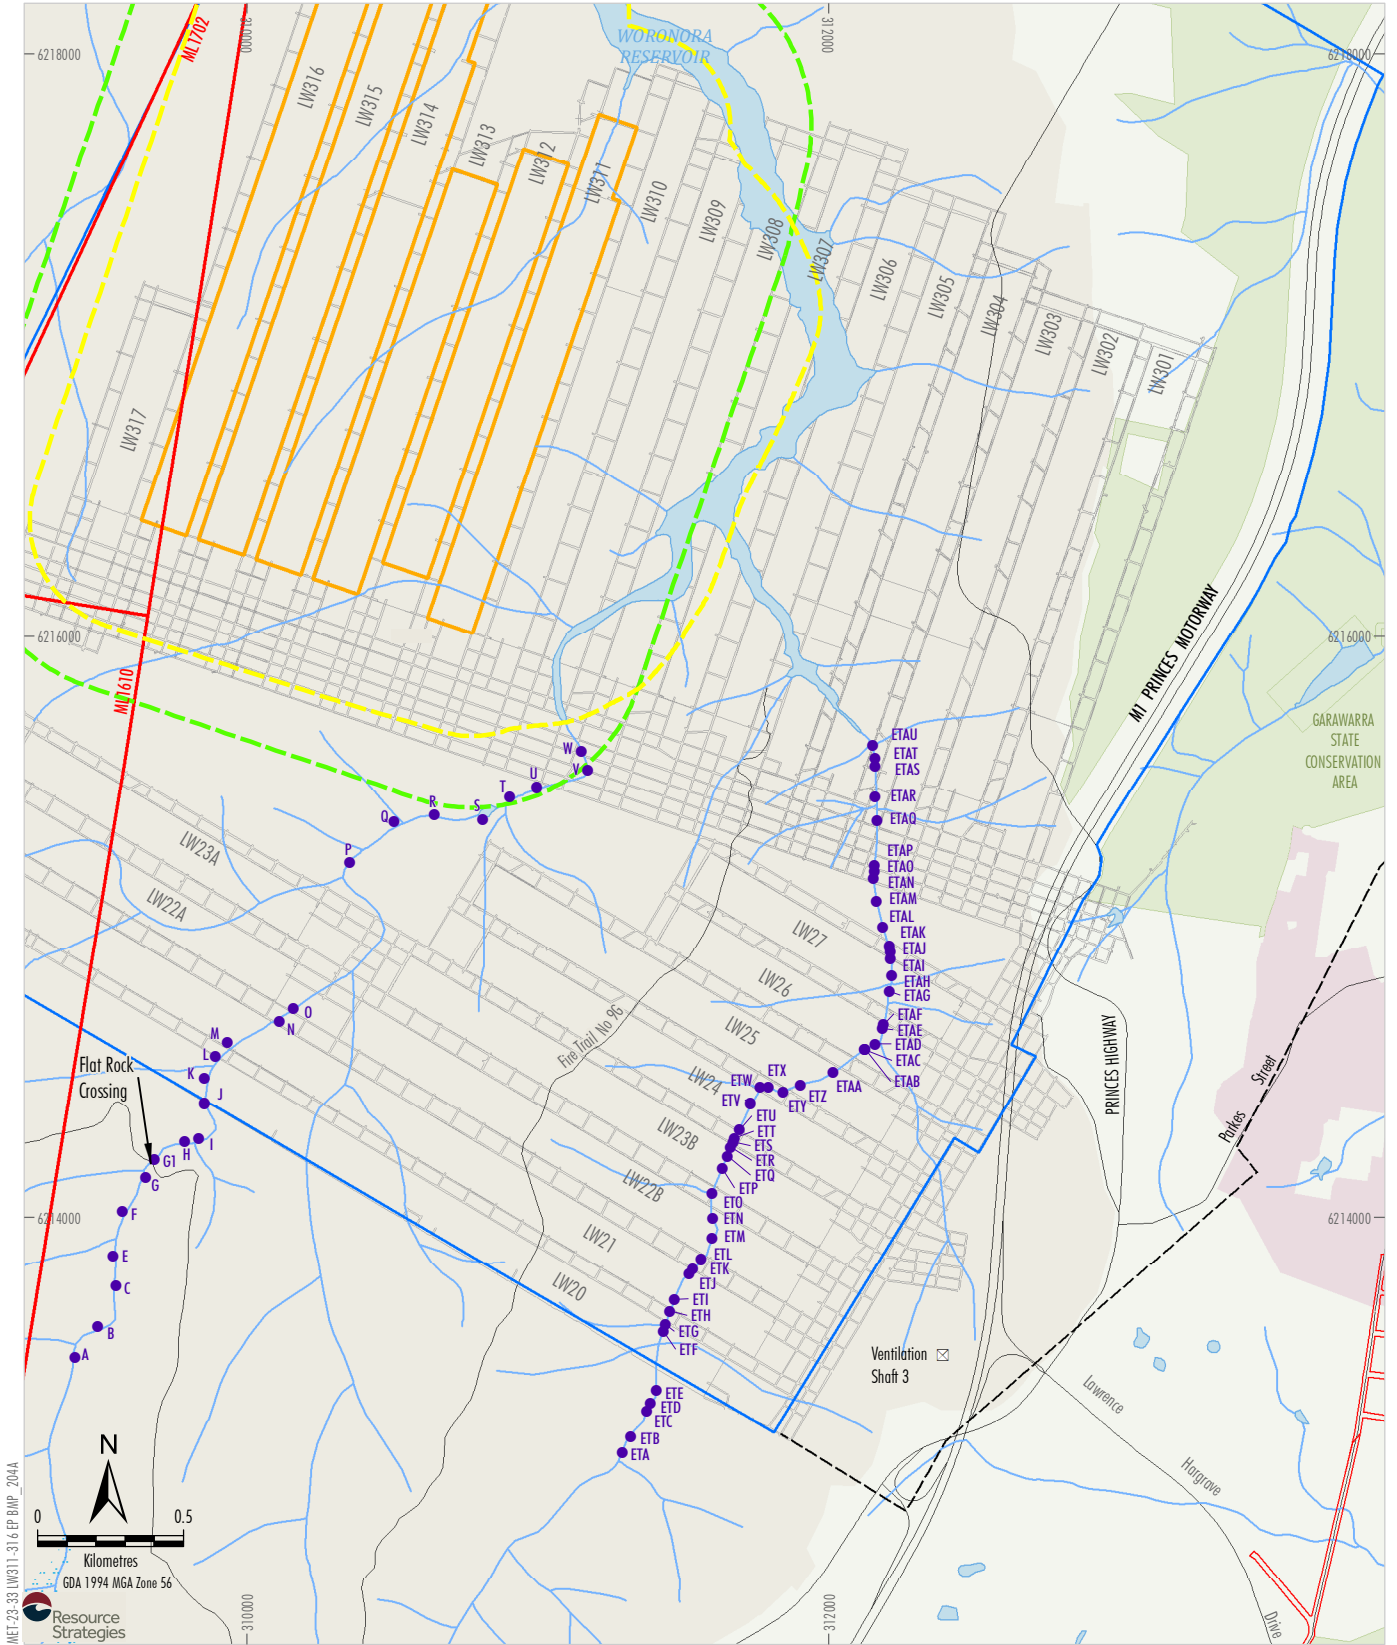 WORONORA
RESERVOIR
ML1702
310000
312000
6218000
6218000
LW316
LW315
LW314
LW313
LW312
LW311
LW310
LW309
LW308
LW307
LW306
LW305
LW304
LW303
LW302
LW301
LW317
6216000
6216000
ML1610
M1 PRINCES MOTORWAY
GARAWARRA
STATE
CONSERVATION
AREA
W
V
U
T
S
R
Q
P
ETAU
ETAT
ETAS
ETAR
ETAQ
ETAP
ETAO
ETAN
ETAM
ETAL
ETAK
ETAJ
ETAI
ETAH
ETAG
ETAF
ETAE
ETAD
ETAC
ETAB
ETAA
ETZ
ETY
ETX
ETW
ETV
ETU
ETT
ETS
ETR
ETQ
ETP
ETO
ETN
ETM
ETL
ETK
ETJ
ETI
ETH
ETG
ETF
ETE
ETD
ETC
ETB
ETA
LW23A
LW22A
LW27
LW26
LW25
LW24
LW23B
LW22B
LW21
LW20
Fire Trail No 96
O
N
M
L
K
J
I
H
G1
G
F
E
C
B
A
Flat Rock
Crossing
PRINCES HIGHWAY
Parkes Street
6214000
6214000
Ventilation
Shaft 3
Lawrence
Hargrave
Drive
N
0 0.5
Kilometres
GDA 1994 MGA Zone 56
310000
312000
MET-23-33 LW311-316 EP BMP_204A
Resource
Strategies